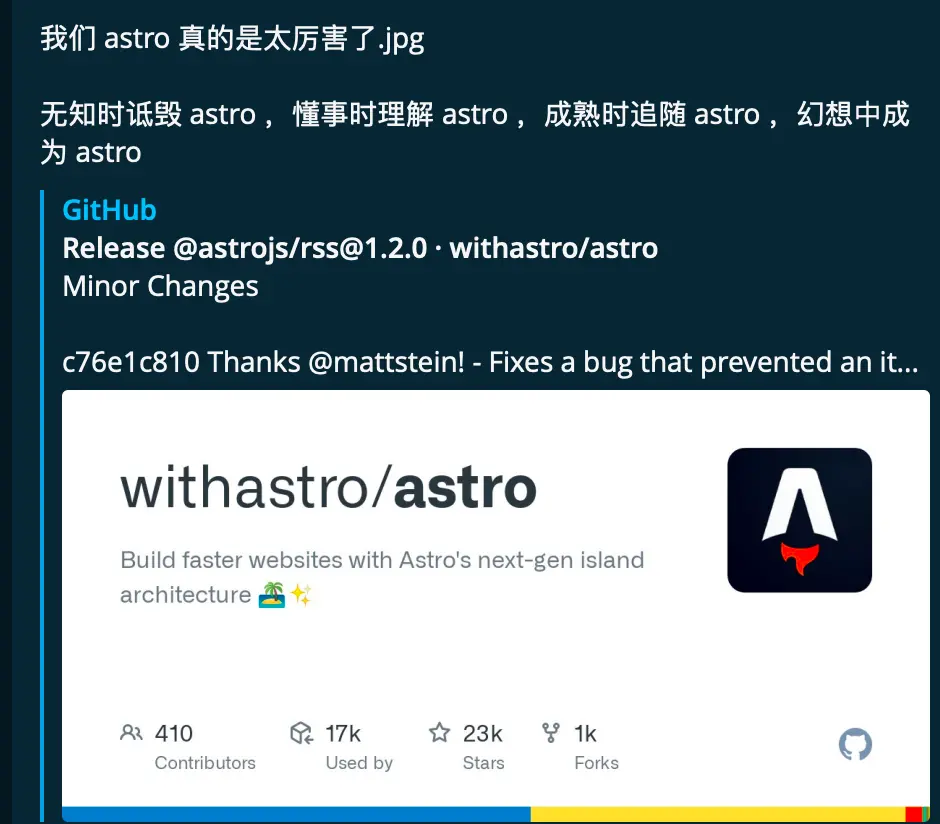 我们 astro 真的是太厉害了.jpg
无知时诋毁 astro ，懂事时理解 astro ，成熟时追随 astro ，幻想中成
为 astro
GitHub
Release @astrojs/rss@1.2.0 · withastro/astro
Minor Changes
c76e1c810 Thanks @mattstein! - Fixes a bug that prevented an it...
withastro/astro
Build faster websites with Astro's next-gen island
architecture 🏝️✨
410 17k 23k 1k
Contributors Used by Stars Forks